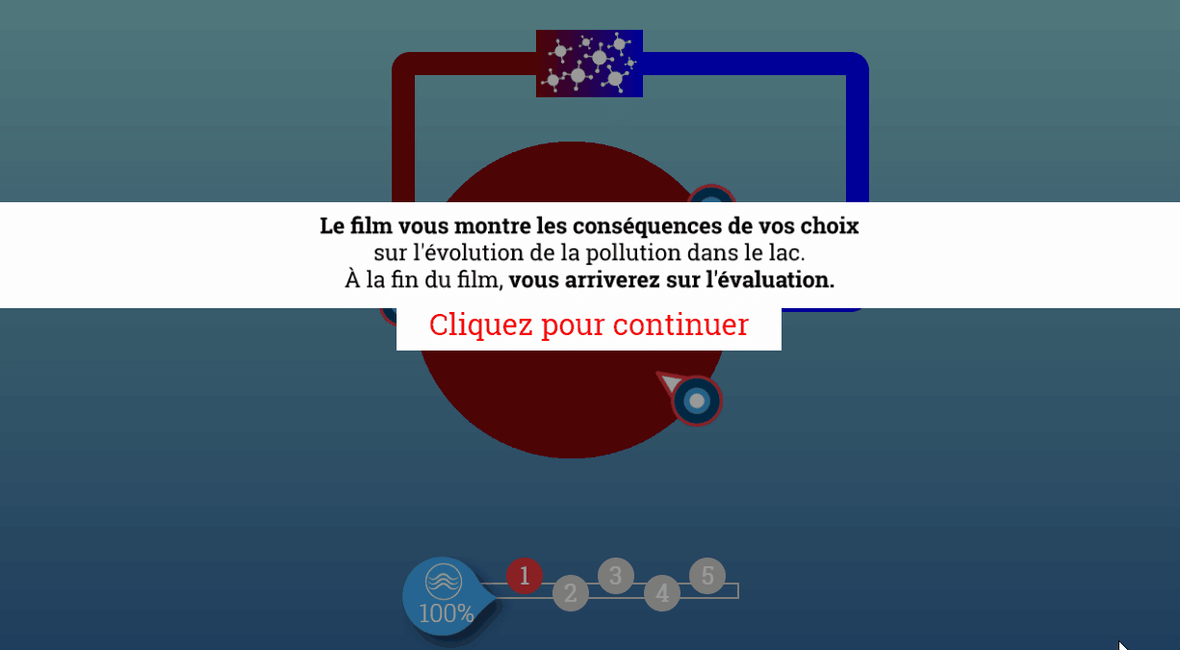 Le film vous montre les conséquences de vos choix
sur l'évolution de la pollution dans le lac.
À la fin du film, vous arriverez sur l'évaluation.
Cliquez pour continuer
1
2
3
4
5
100%